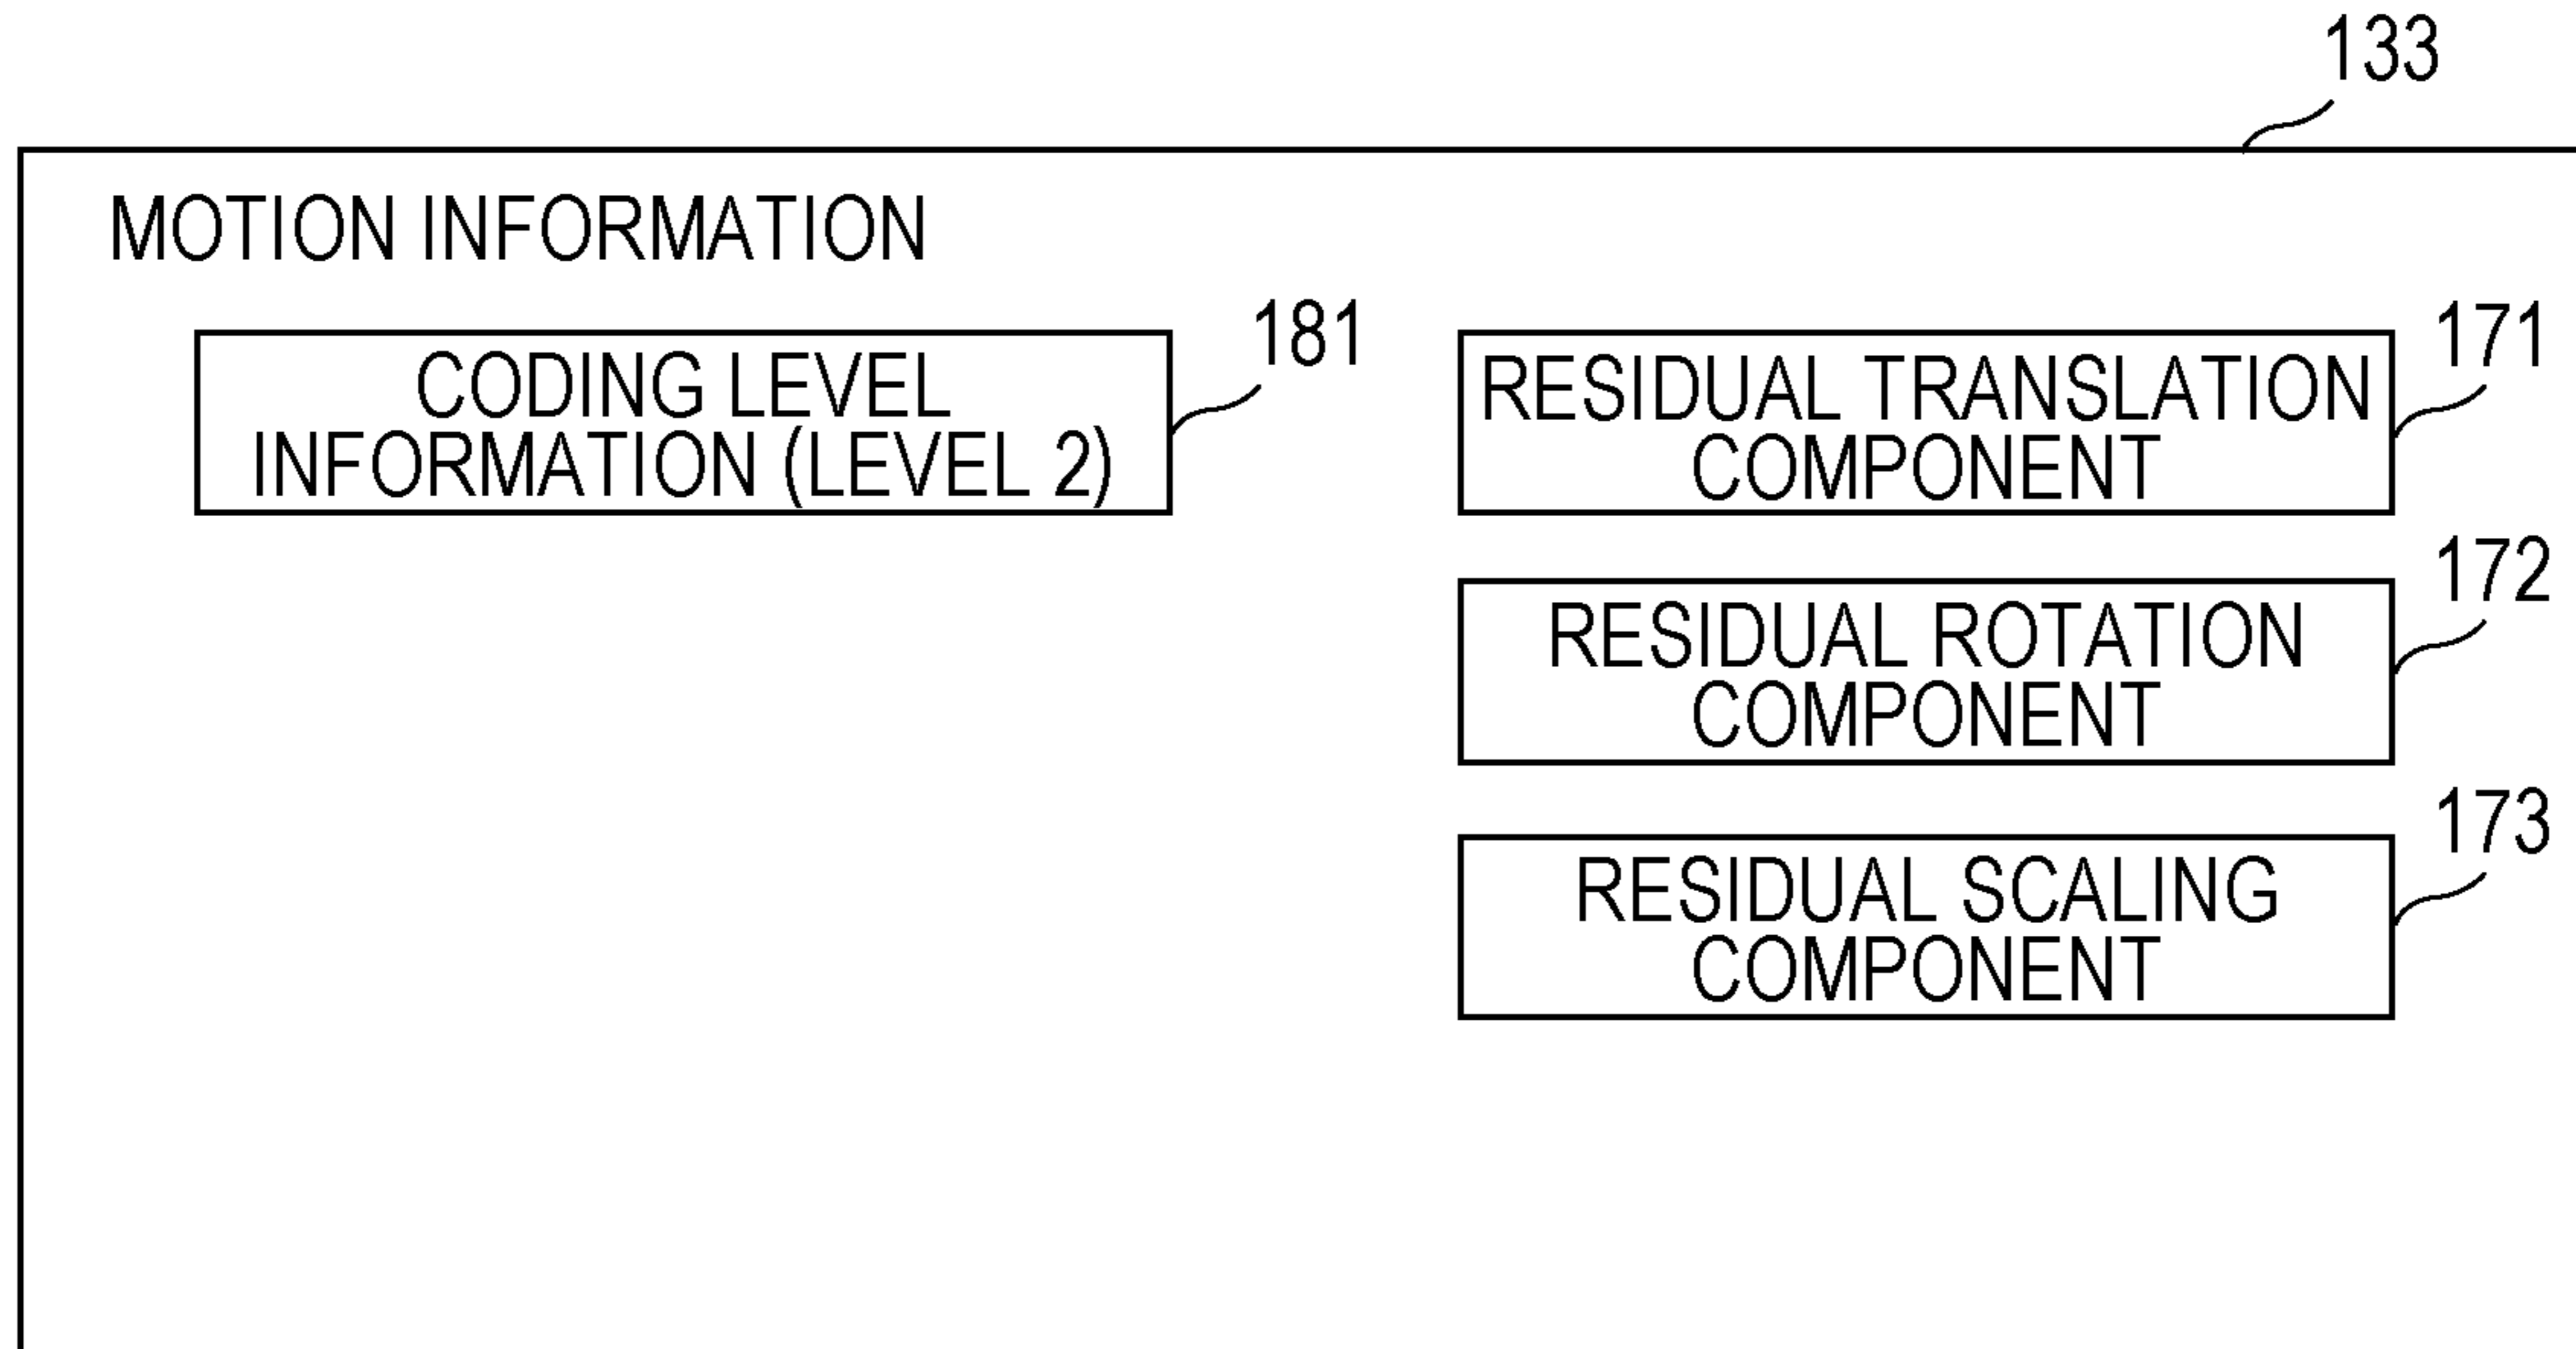 133
MOTION INFORMATION
CODING LEVEL
INFORMATION (LEVEL 2)
181
RESIDUAL TRANSLATION
COMPONENT
171
RESIDUAL ROTATION
COMPONENT
172
RESIDUAL SCALING
COMPONENT
173